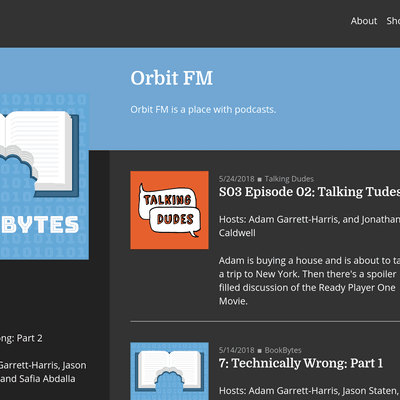 About Sho
Orbit FM
Orbit FM is a place with podcasts.
BYTES
TALKING
DUDES
5/24/2018 ■ Talking Dudes
S03 Episode 02: Talking Tudes
Hosts: Adam Garrett-Harris, and Jonathan
Caldwell
Adam is buying a house and is about to ta
a trip to New York. Then there's a spoiler
filled discussion of the Ready Player One
Movie.
ong: Part 2
Garrett-Harris, Jason
and Safia Abdalla
5/14/2018 ■ BookBytes
7: Technically Wrong: Part 1
Hosts: Adam Garrett-Harris, Jason Staten,